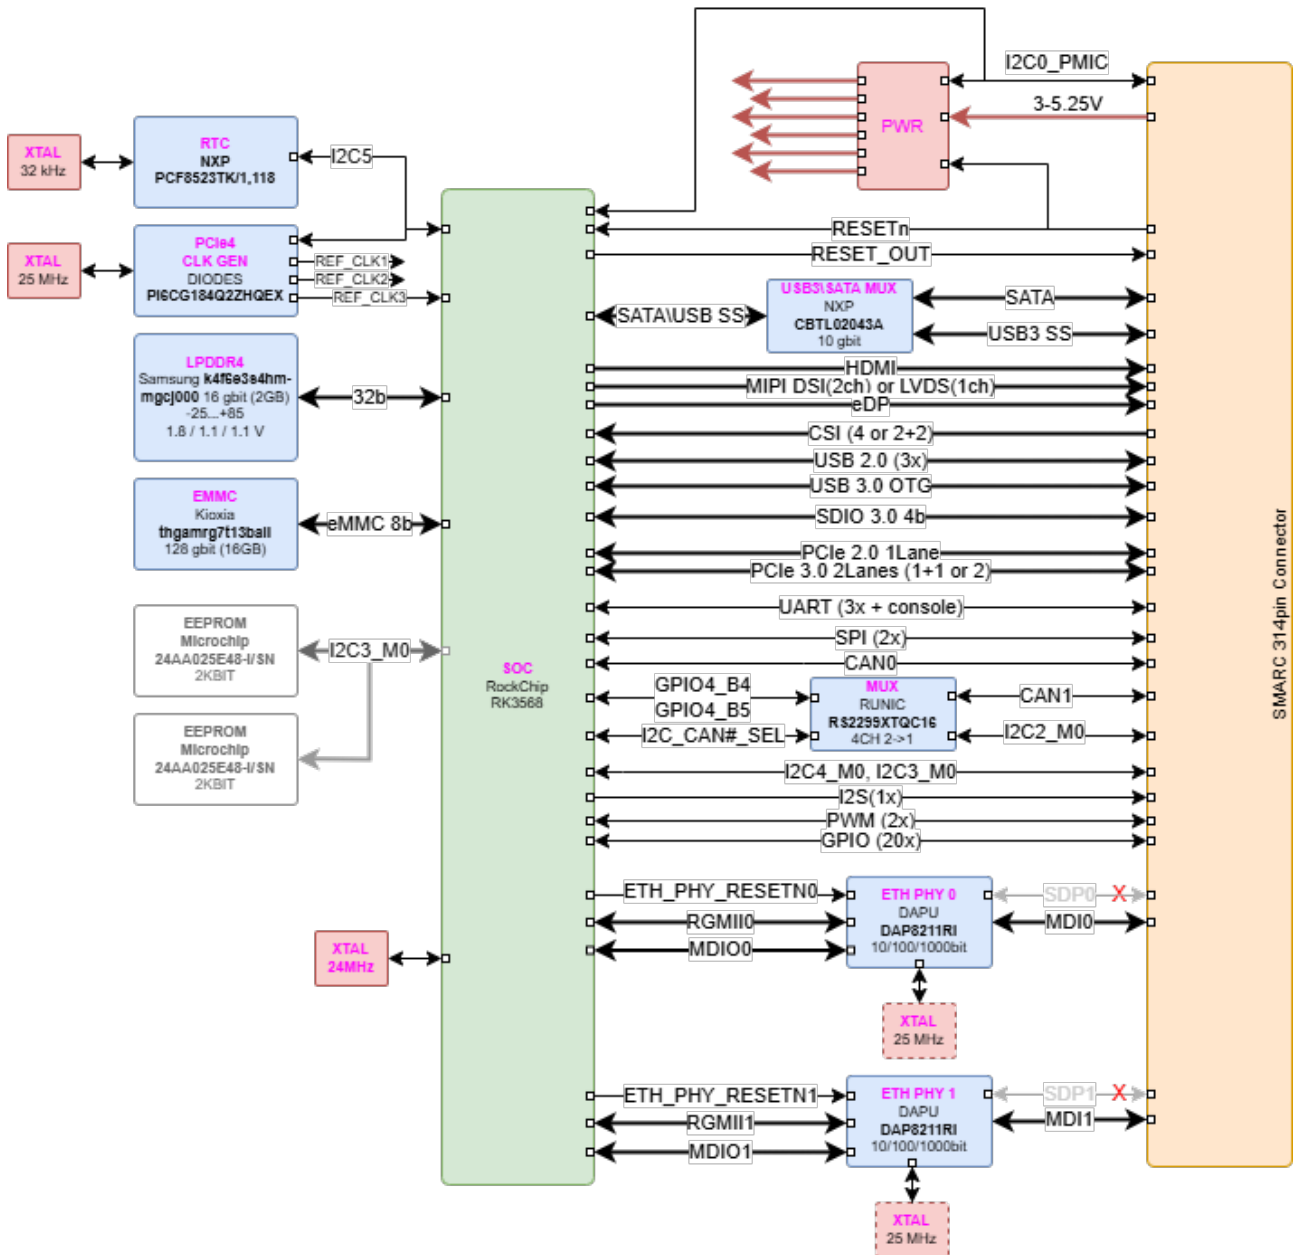 I2C0_PMIC
3-5.25V
PWR
XTAL
32 kHz
RTC
NXP
PCF8523TK/1,118
I2C5
XTAL
25 MHz
PCIe4
CLK GEN
DIODES
PI6CG184Q2ZHQEX
REF_CLK1
REF_CLK2
REF_CLK3
RESETn
RESET_OUT
USB3\SATA MUX
NXP
CBTL02043A
10 gbit
SATA\USB SS
SATA
USB3 SS
LPDDR4
Samsung k4f6e3s4hm-
mgcj000 16 gbit (2GB)
-25...+85
1.8 / 1.1 / 1.1 V
32b
HDMI
MIPI DSI(2ch) or LVDS(1ch)
eDP
CSI (4 or 2+2)
USB 2.0 (3x)
USB 3.0 OTG
SDIO 3.0 4b
EMMC
Kioxia
thgamrg7t13bail
128 gbit (16GB)
eMMC 8b
PCIe 2.0 1Lane
PCIe 3.0 2Lanes (1+1 or 2)
UART (3x + console)
SPI (2x)
CAN0
EEPROM
Microchip
24AA025E48-I/SN
2KBIT
I2C3_M0
SOC
RockChip
RK3568
SMARC 314pin Connector
GPIO4_B4
GPIO4_B5
I2C_CAN#_SEL
MUX
RUNIC
RS2299XTQC16
4CH 2->1
CAN1
I2C2_M0
EEPROM
Microchip
24AA025E48-I/SN
2KBIT
I2C4_M0, I2C3_M0
I2S(1x)
PWM (2x)
GPIO (20x)
ETH_PHY_RESETN0
RGMII0
MDIO0
ETH PHY 0
DAPU
DAP8211RI
10/100/1000bit
SDP0
X
MDI0
XTAL
24MHz
XTAL
25 MHz
ETH_PHY_RESETN1
RGMII1
MDIO1
ETH PHY 1
DAPU
DAP8211RI
10/100/1000bit
SDP1
X
MDI1
XTAL
25 MHz